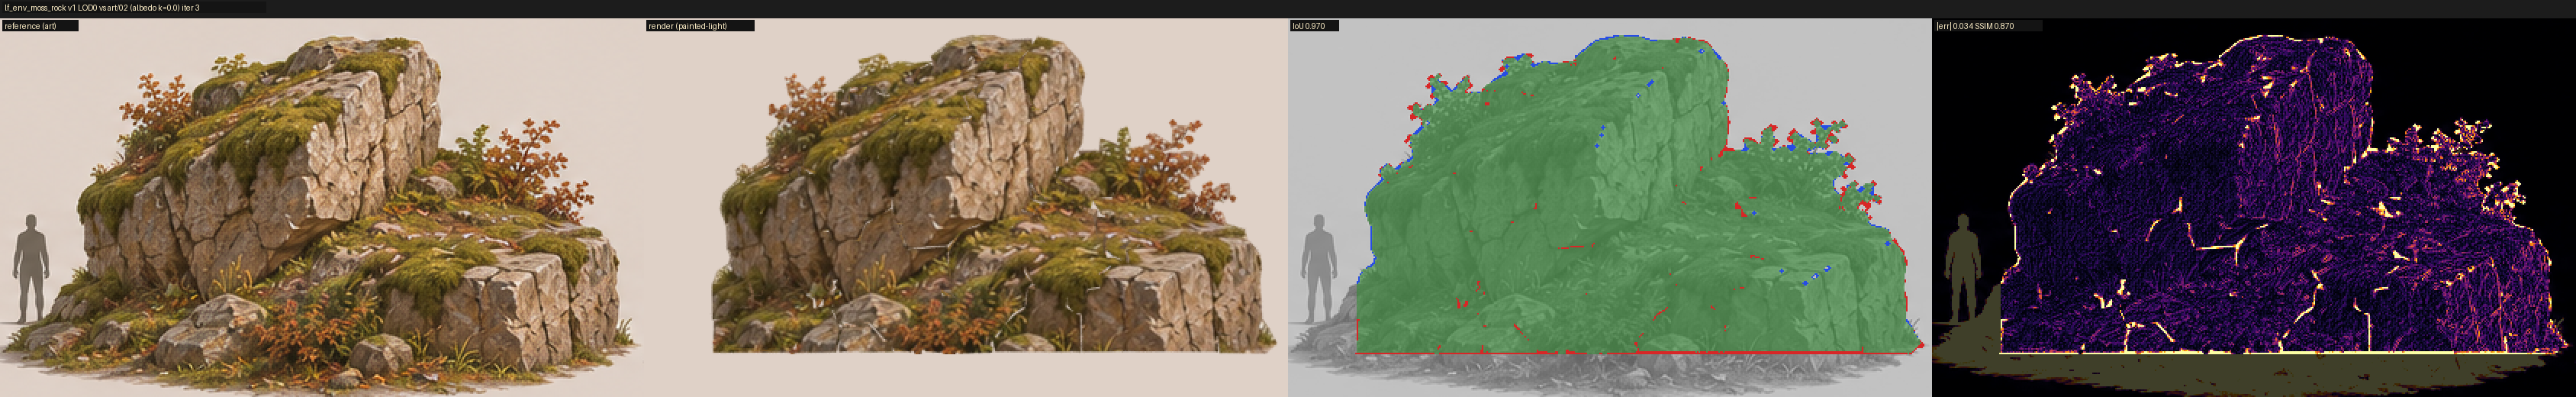 lf_env_moss_rock v1 LOD0 vs art/02 (albedo k=0.0) iter 3
reference (art)
render (painted-light)
IoU 0.970
|err| 0.034 SSIM 0.870